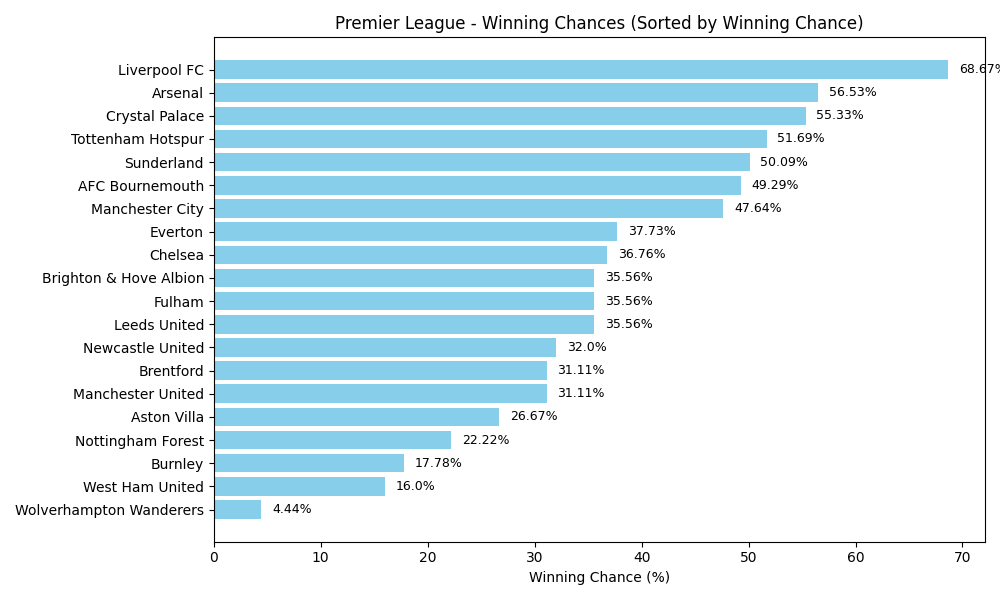 Premier League - Winning Chances (Sorted by Winning Chance)
Liverpool FC 68.67%
Arsenal 56.53%
Crystal Palace 55.33%
Tottenham Hotspur 51.69%
Sunderland 50.09%
AFC Bournemouth 49.29%
Manchester City 47.64%
Everton 37.73%
Chelsea 36.76%
Brighton & Hove Albion 35.56%
Fulham 35.56%
Leeds United 35.56%
Newcastle United 32.0%
Brentford 31.11%
Manchester United 31.11%
Aston Villa 26.67%
Nottingham Forest 22.22%
Burnley 17.78%
West Ham United 16.0%
Wolverhampton Wanderers 4.44%
0 10 20 30 40 50 60 70
Winning Chance (%)